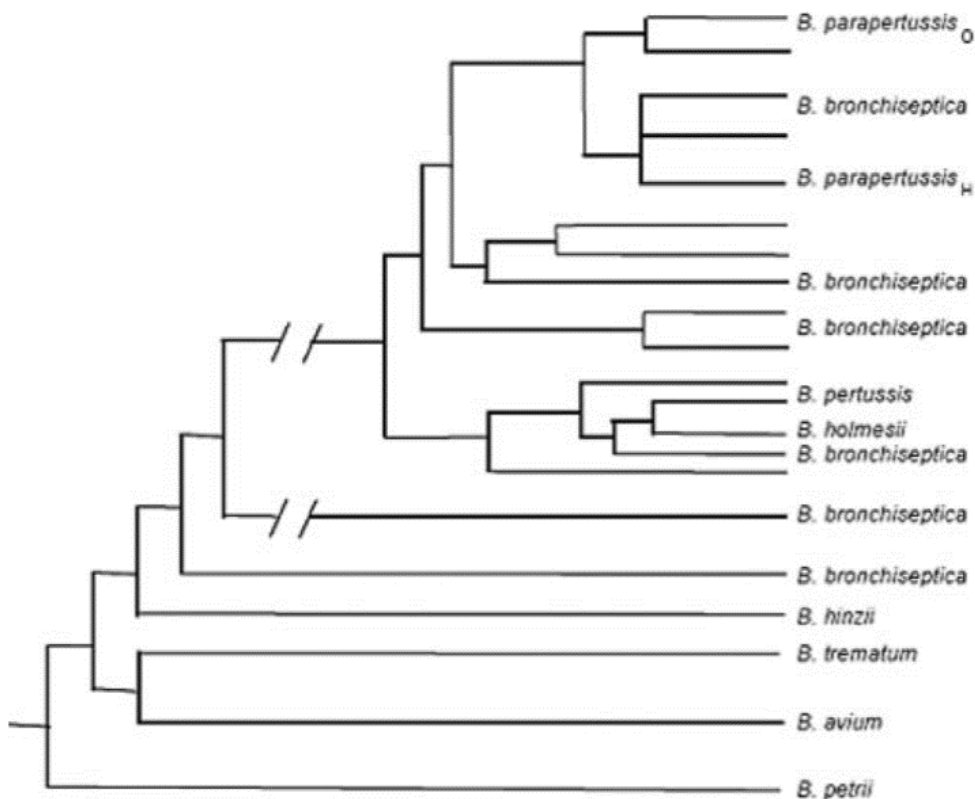 B. parapertussis O
B. bronchiseptica
B. parapertussis H
B. bronchiseptica
B. bronchiseptica
B. pertussis
B. holmesii
B. bronchiseptica
B. bronchiseptica
B. bronchiseptica
B. hinzii
B. trematum
B. avium
B. petrii